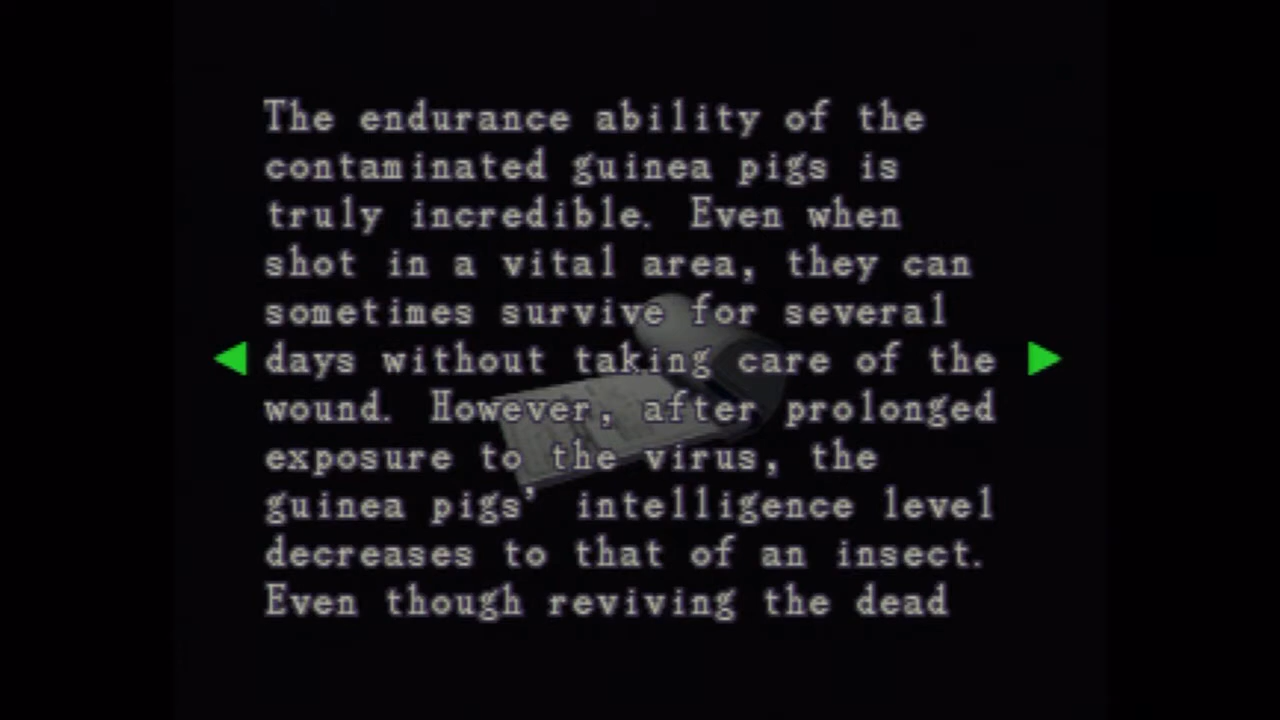 The endurance ability of the
contaminated guinea pigs is
truly incredible. Even when
shot in a vital area, they can
sometimes survive for several
days without taking care of the
wound. However, after prolonged
exposure to the virus, the
guinea pigs' intelligence level
decreases to that of an insect.
Even though reviving the dead